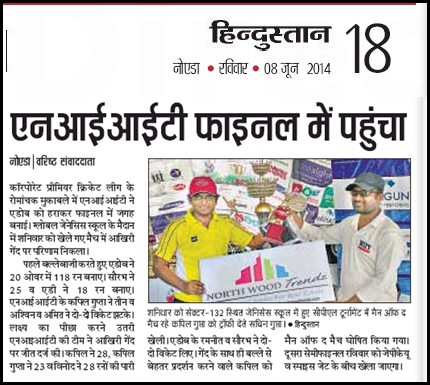 हिन्दुस्तान
18
नोएडा • रविवार • 08 जून 2014
एनआईआईटी फाइनल में पहुंचा
नोएडा | वरिष्ठ संवाददाता
कॉरपोरेट प्रीमियर क्रिकेट लीग के
रोमांचक मुकाबले में एनआईआईटी ने
एडोब को हराकर फाइनल में जगह
बनाई। ग्लोबल जेनेसिस स्कूल के मैदान
में शनिवार को खेले गए मैच में आखिरी
गेंद पर परिणाम निकला।
पहले बल्लेबाजी करते हुए एडोब ने
20 ओवर में 118 रन बनाए। सौरभ ने
25 व एडी ने 18 रन बनाए।
एनआईआईटी के कपिल गुप्ता ने तीन व
अश्विन व अमित ने दो-दो विकेट झटके।
लक्ष्य का पीछा करने उतरी
एनआइआईटी की टीम ने आखिरी गेंद
पर जीत दर्ज की। कपिल ने 28, कपिल
गुप्ता ने 23 व विनोद ने 28 रनों की पारी
NORTH WOOD Trendz
शनिवार को सेक्टर-132 स्थित जेनेसिस स्कूल में हुए सीपीएल टूर्नामेंट में मैन ऑफ द
मैच रहे कपिल गुप्ता को ट्रॉफी देते सचिन गुप्ता। • हिन्दुस्तान
खेली। एडोब के रमनीत व सौरभ ने दो-
दो विकेट लिए। गेंद के साथ ही बल्ले से
बेहतर प्रदर्शन करने वाले कपिल को
मैन ऑफ द मैच घोषित किया गया।
दूसरा सेमीफाइनल रविवार को जेपीकेयू
व स्माइस जेट के बीच खेला जाएगा।